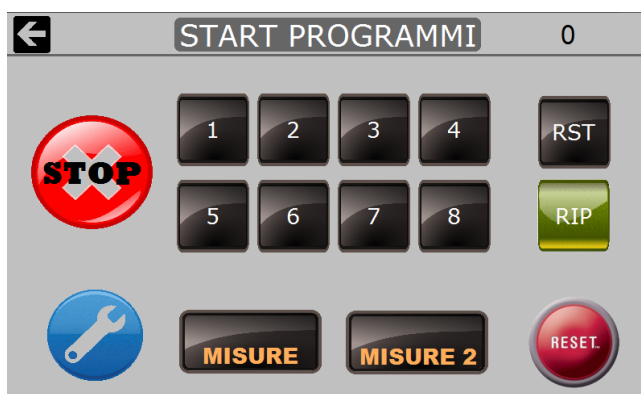 START PROGRAMMI 0
STOP 1 2 3 4 RST
5 6 7 8 RIP
MISURE MISURE 2 RESET..